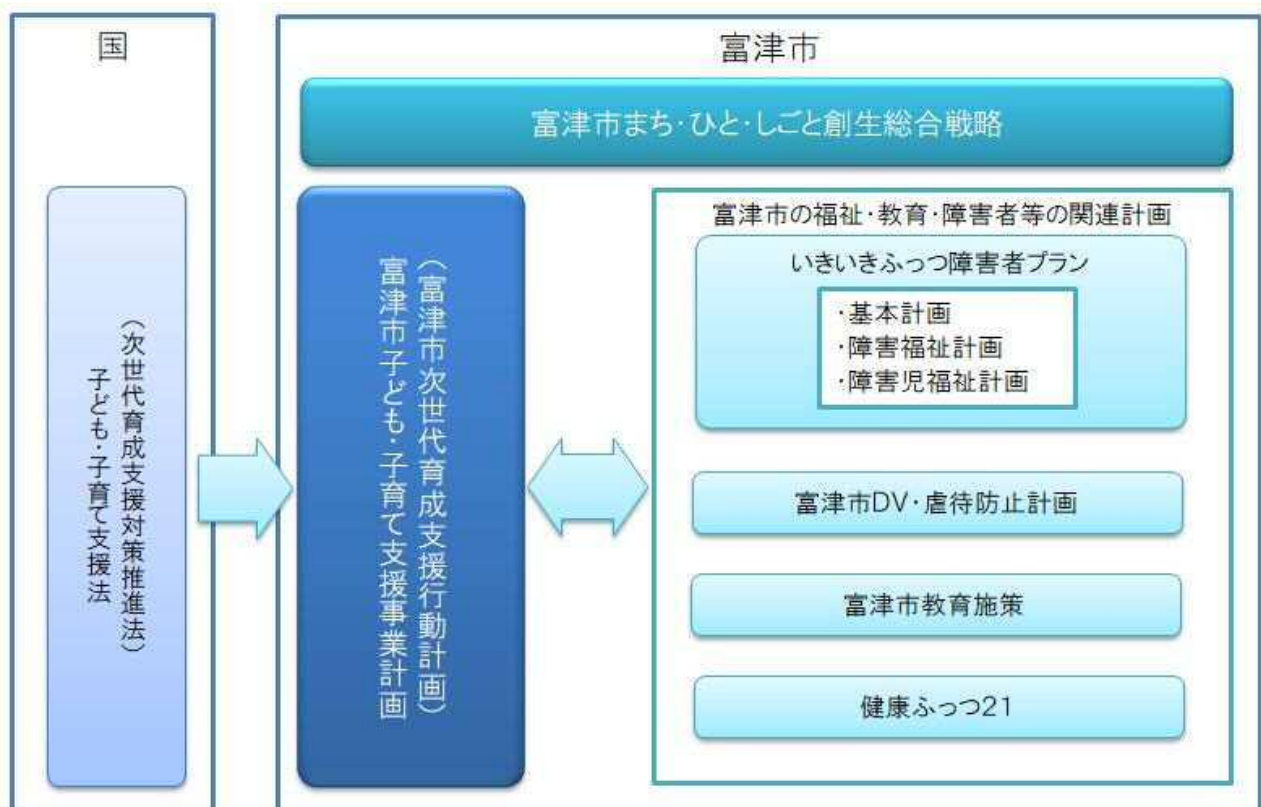 国
子ども・子育て支援法
(次世代育成支援対策推進法)
富津市
富津市まち・ひと・しごと創生総合戦略
富津市子ども・子育て支援事業計画
(富津市次世代育成支援行動計画)
富津市の福祉・教育・障害者等の関連計画
いきいきふっつ障害者プラン
・基本計画
・障害福祉計画
・障害児福祉計画
富津市DV・虐待防止計画
富津市教育施策
健康ふっつ21